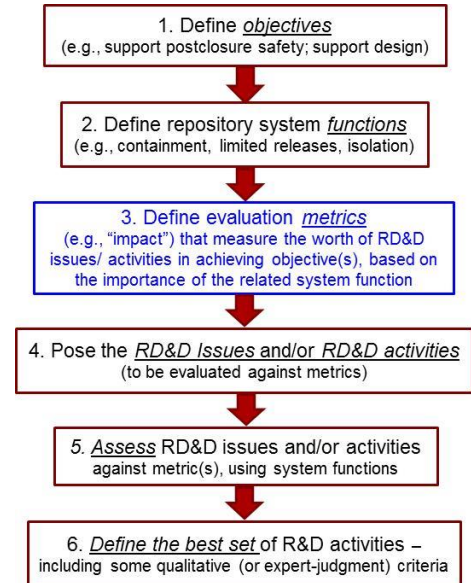 1. Define objectives
(e.g., support postclosure safety; support design)
2. Define repository system functions
(e.g., containment, limited releases, isolation)
3. Define evaluation metrics
(e.g., “impact”) that measure the worth of RD&D
issues/ activities in achieving objective(s), based on
the importance of the related system function
4. Pose the RD&D Issues and/or RD&D activities
(to be evaluated against metrics)
5. Assess RD&D issues and/or activities
against metric(s), using system functions
6. Define the best set of R&D activities –
including some qualitative (or expert-judgment) criteria